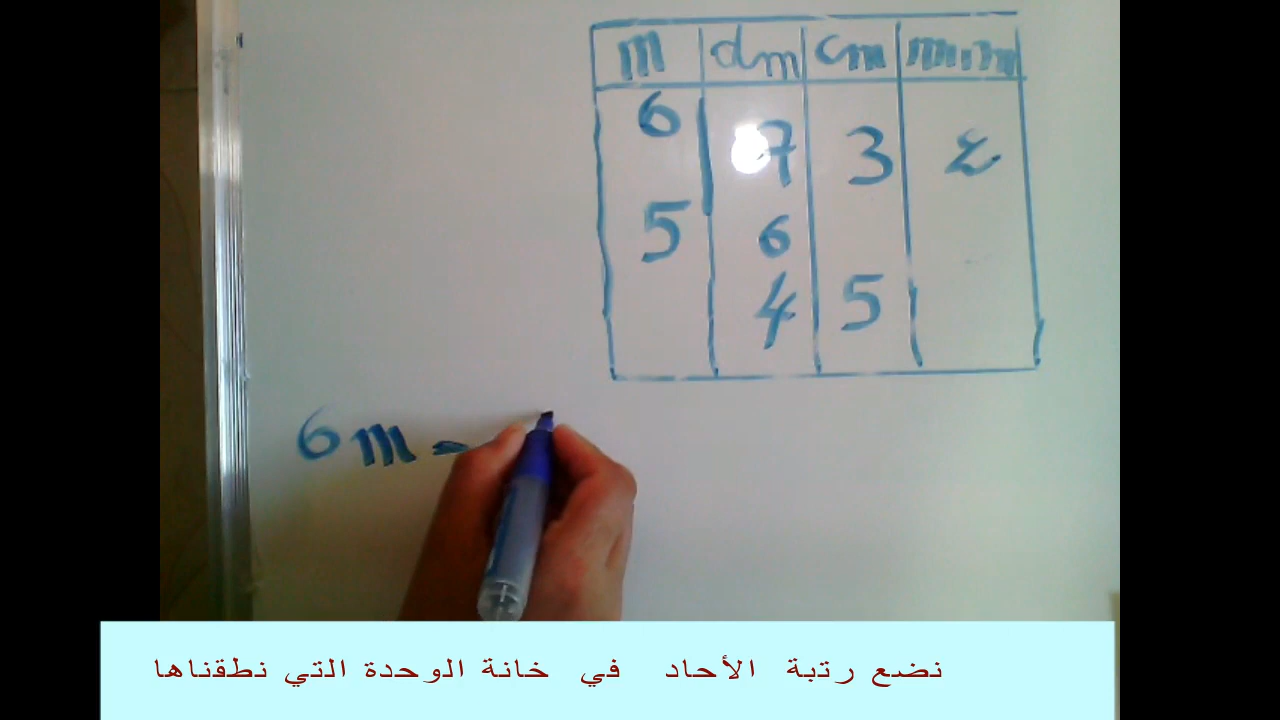 m dm cm mm
6 7 3 2
5 6
4 5
6 m =
نضع رتبة الأحاد في خانة الوحدة التي نطقناها